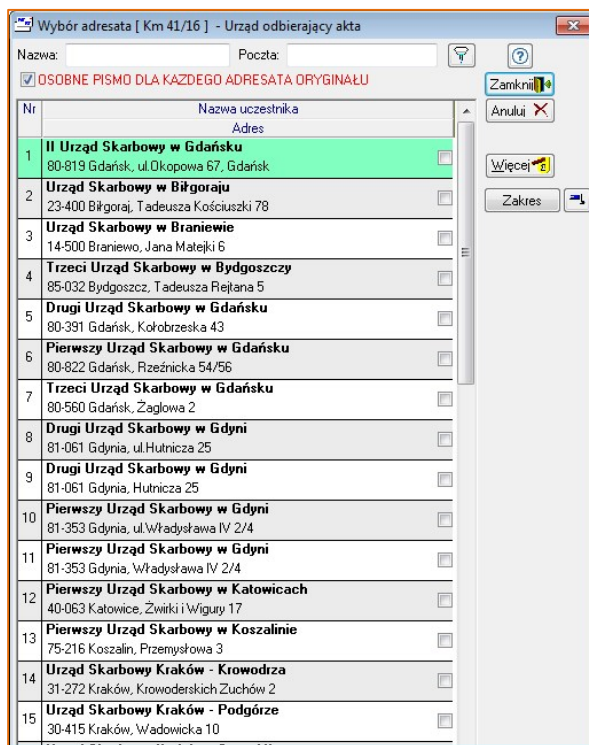 Wybór adresata [ Km 41/16 ] - Urząd odbierający akta
Nazwa: Poczta:
OSOBNE PISMO DLA KAŻDEGO ADRESATA ORYGINAŁU
Zamknij
Anuluj
Więcej
Zakres
Nr Nazwa uczestnika
Adres
1 II Urząd Skarbowy w Gdańsku
80-819 Gdańsk, ul.Okopowa 67, Gdańsk
2 Urząd Skarbowy w Biłgoraju
23-400 Biłgoraj, Tadeusza Kościuszki 78
3 Urząd Skarbowy w Braniewie
14-500 Braniewo, Jana Matejki 6
4 Trzeci Urząd Skarbowy w Bydgoszczy
85-032 Bydgoszcz, Tadeusza Rejtana 5
5 Drugi Urząd Skarbowy w Gdańsku
80-391 Gdańsk, Kołobrzeska 43
6 Pierwszy Urząd Skarbowy w Gdańsku
80-822 Gdańsk, Rzeźnicka 54/56
7 Trzeci Urząd Skarbowy w Gdańsku
80-560 Gdańsk, Żaglowa 2
8 Drugi Urząd Skarbowy w Gdyni
81-061 Gdynia, ul.Hutnicza 25
9 Drugi Urząd Skarbowy w Gdyni
81-061 Gdynia, Hutnicza 25
10 Pierwszy Urząd Skarbowy w Gdyni
81-353 Gdynia, ul.Władysława IV 2/4
11 Pierwszy Urząd Skarbowy w Gdyni
81-353 Gdynia, Władysława IV 2/4
12 Pierwszy Urząd Skarbowy w Katowicach
40-063 Katowice, Żwirki i Wigury 17
13 Pierwszy Urząd Skarbowy w Koszalinie
75-216 Koszalin, Przemysłowa 3
14 Urząd Skarbowy Kraków - Krowodrza
31-272 Kraków, Krowoderskich Zuchów 2
15 Urząd Skarbowy Kraków - Podgórze
30-415 Kraków, Wadowicka 10